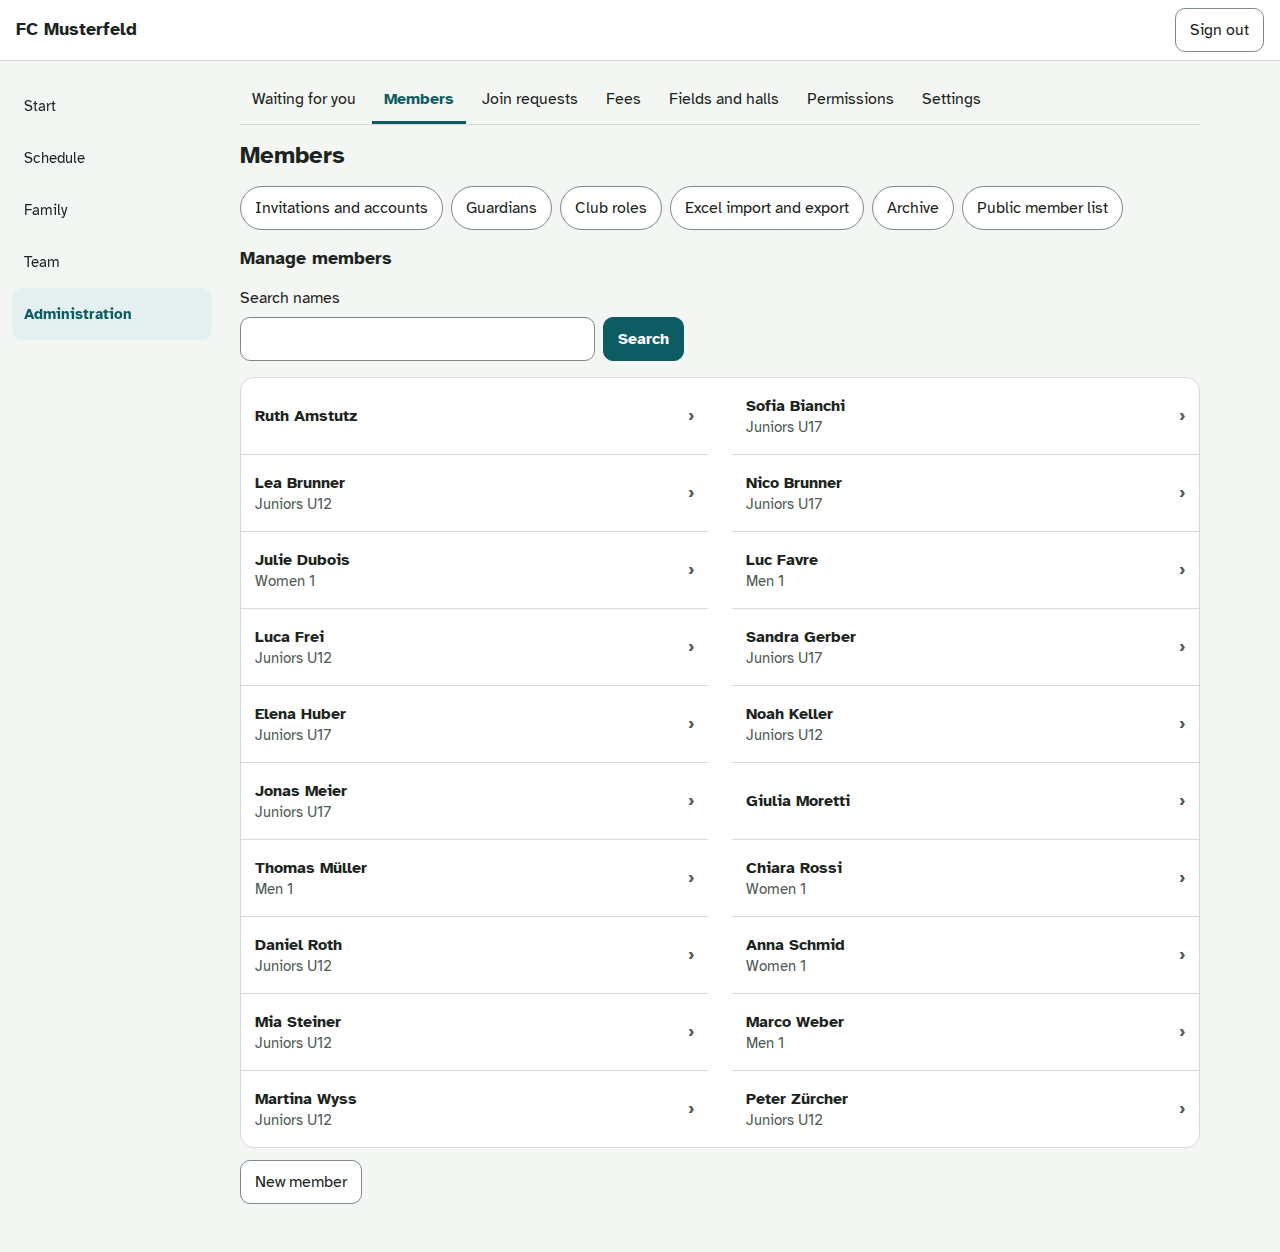 FC Musterfeld
Sign out
Start
Schedule
Family
Team
Administration
Waiting for you
Members
Join requests
Fees
Fields and halls
Permissions
Settings
Members
Invitations and accounts
Guardians
Club roles
Excel import and export
Archive
Public member list
Manage members
Search names
Search
Ruth Amstutz
›
Sofia Bianchi
Juniors U17
›
Lea Brunner
Juniors U12
›
Nico Brunner
Juniors U17
›
Julie Dubois
Women 1
›
Luc Favre
Men 1
›
Luca Frei
Juniors U12
›
Sandra Gerber
Juniors U17
›
Elena Huber
Juniors U17
›
Noah Keller
Juniors U12
›
Jonas Meier
Juniors U17
›
Giulia Moretti
›
Thomas Müller
Men 1
›
Chiara Rossi
Women 1
›
Daniel Roth
Juniors U12
›
Anna Schmid
Women 1
›
Mia Steiner
Juniors U12
›
Marco Weber
Men 1
›
Martina Wyss
Juniors U12
›
Peter Zürcher
Juniors U12
›
New member